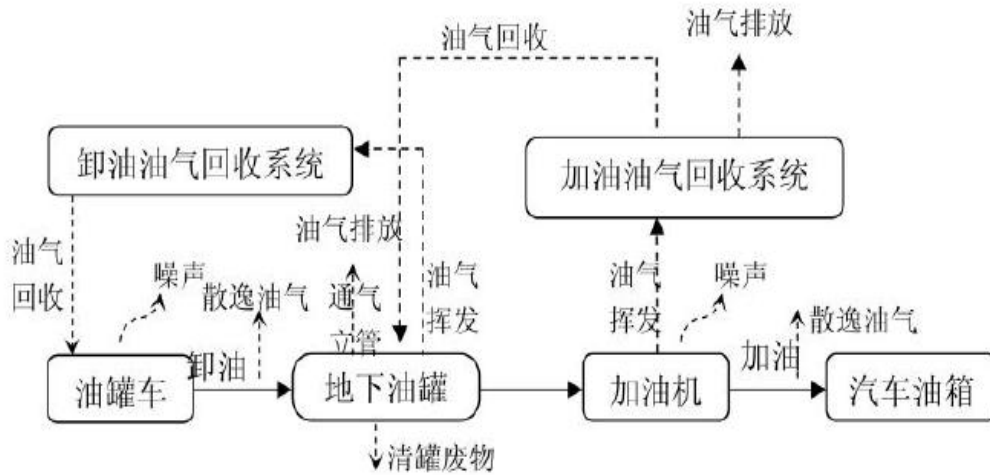 油气回收
油气排放
卸油油气回收系统
加油油气回收系统
油气
回收
噪声
散逸油气
油气排放
通气
立管
油气
挥发
油气
挥发
噪声
散逸油气
油罐车
卸油
地下油罐
加油机
加油
汽车油箱
清罐废物